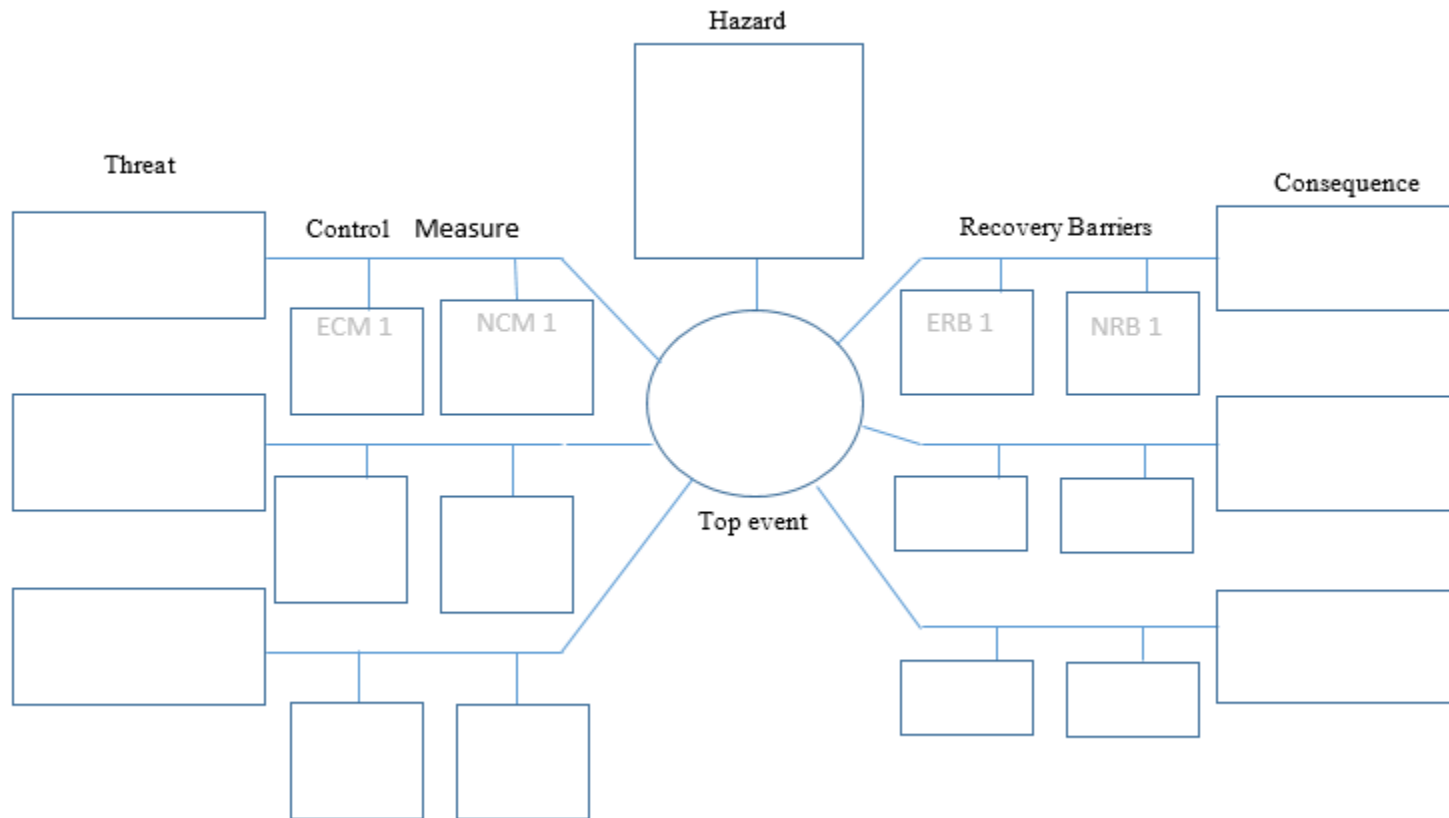 Hazard
Threat
Consequence
Control Measure
Recovery Barriers
ECM 1
NCM 1
ERB 1
NRB 1
Top event